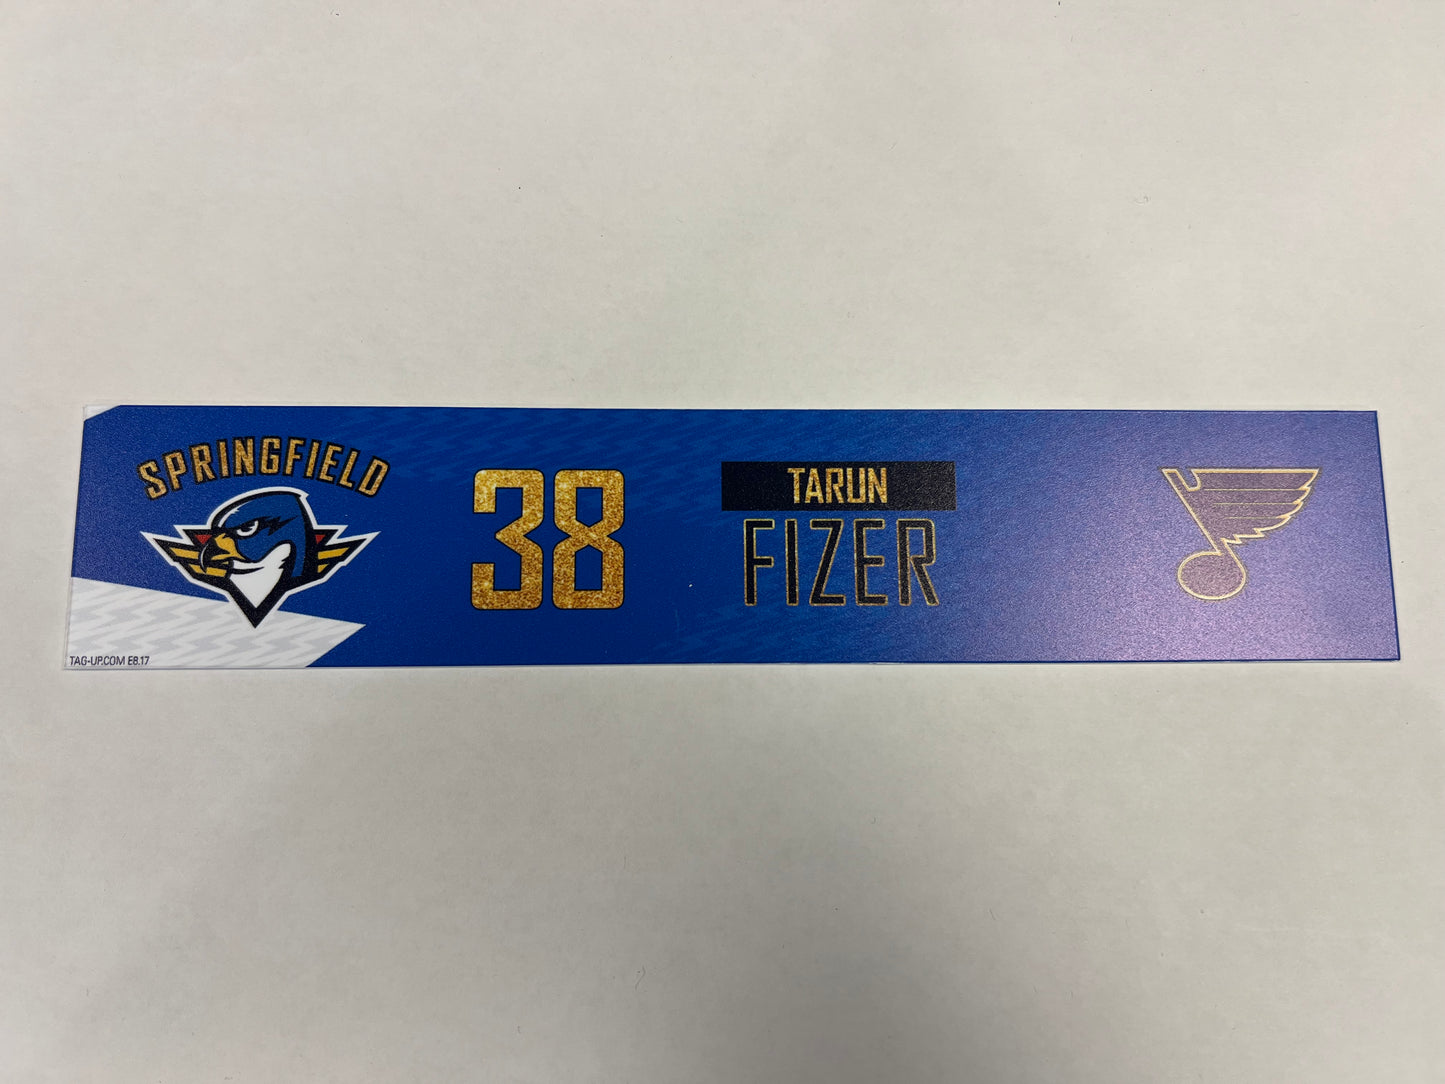 SPRINGFIELD
38
TARUN
FIZER
TAG-UP.COM E8.17